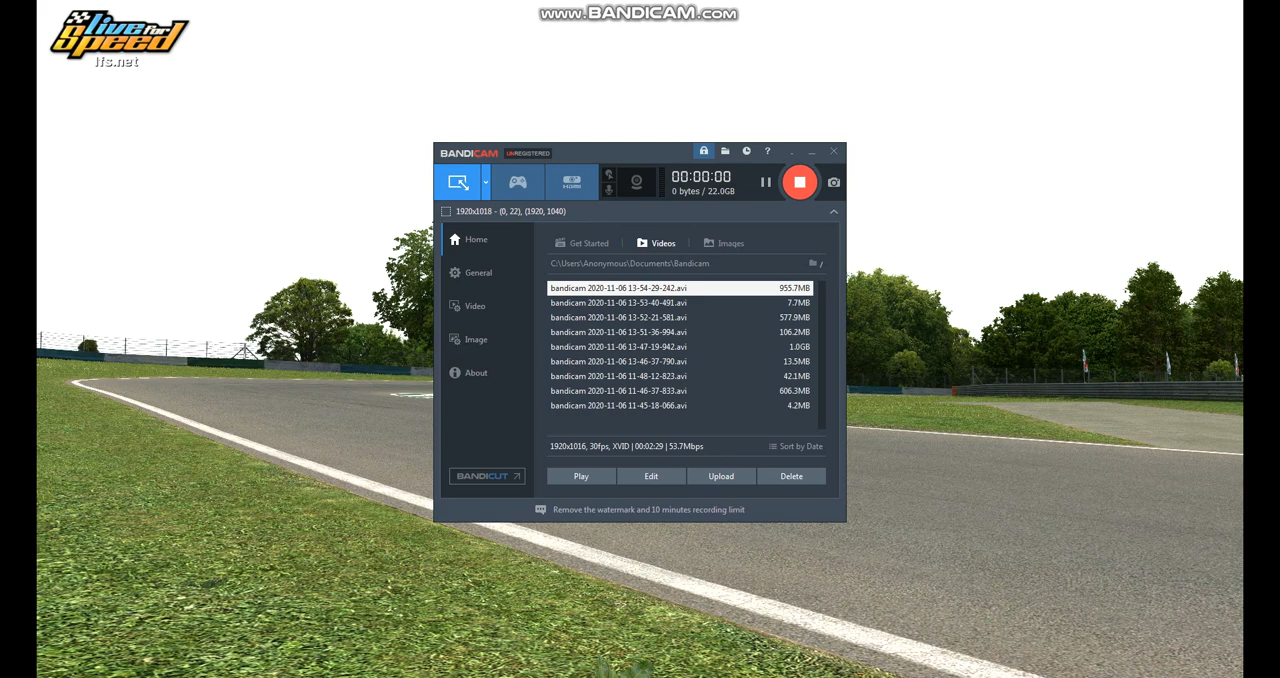 www.BANDICAM.com
live for
Speed
lfs.net
BANDICAM UNREGISTERED
?
HDMI
00:00:00
0 bytes / 22.0GB
1920x1018 - (0, 22), (1920, 1040)
Home
General
Video
Image
About
BANDICUT
Get Started | Videos | Images
C:\Users\Anonymous\Documents\Bandicam
/
bandicam 2020-11-06 13-54-29-242.avi 955.7MB
bandicam 2020-11-06 13-53-40-491.avi 7.7MB
bandicam 2020-11-06 13-52-21-581.avi 577.9MB
bandicam 2020-11-06 13-51-36-994.avi 106.2MB
bandicam 2020-11-06 13-47-19-942.avi 1.0GB
bandicam 2020-11-06 13-46-37-790.avi 13.5MB
bandicam 2020-11-06 11-48-12-823.avi 42.1MB
bandicam 2020-11-06 11-46-37-833.avi 606.3MB
bandicam 2020-11-06 11-45-18-066.avi 4.2MB
1920x1016, 30fps, XVID | 00:02:29 | 53.7Mbps Sort by Date
Play Edit Upload Delete
Remove the watermark and 10 minutes recording limit